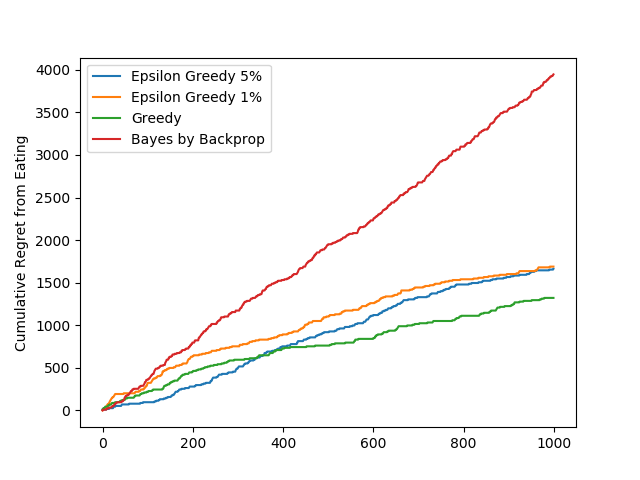 Epsilon Greedy 5%
Epsilon Greedy 1%
Greedy
Bayes by Backprop
Cumulative Regret from Eating
4000
3500
3000
2500
2000
1500
1000
500
0
0 200 400 600 800 1000